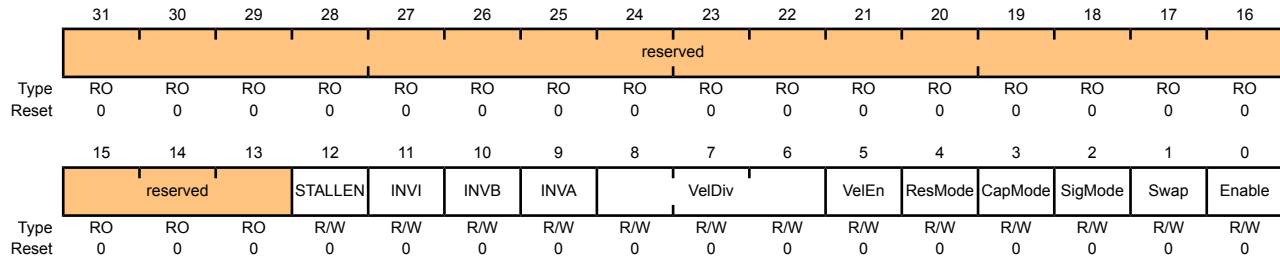 31 30 29 28 27 26 25 24 23 22 21 20 19 18 17 16
reserved
Type RO RO RO RO RO RO RO RO RO RO RO RO RO RO RO RO
Reset 0 0 0 0 0 0 0 0 0 0 0 0 0 0 0 0
15 14 13 12 11 10 9 8 7 6 5 4 3 2 1 0
reserved STALLEN INVI INVB INVA VelDiv VelEn ResMode CapMode SigMode Swap Enable
Type RO RO RO R/W R/W R/W R/W R/W R/W R/W R/W R/W R/W R/W R/W R/W
Reset 0 0 0 0 0 0 0 0 0 0 0 0 0 0 0 0